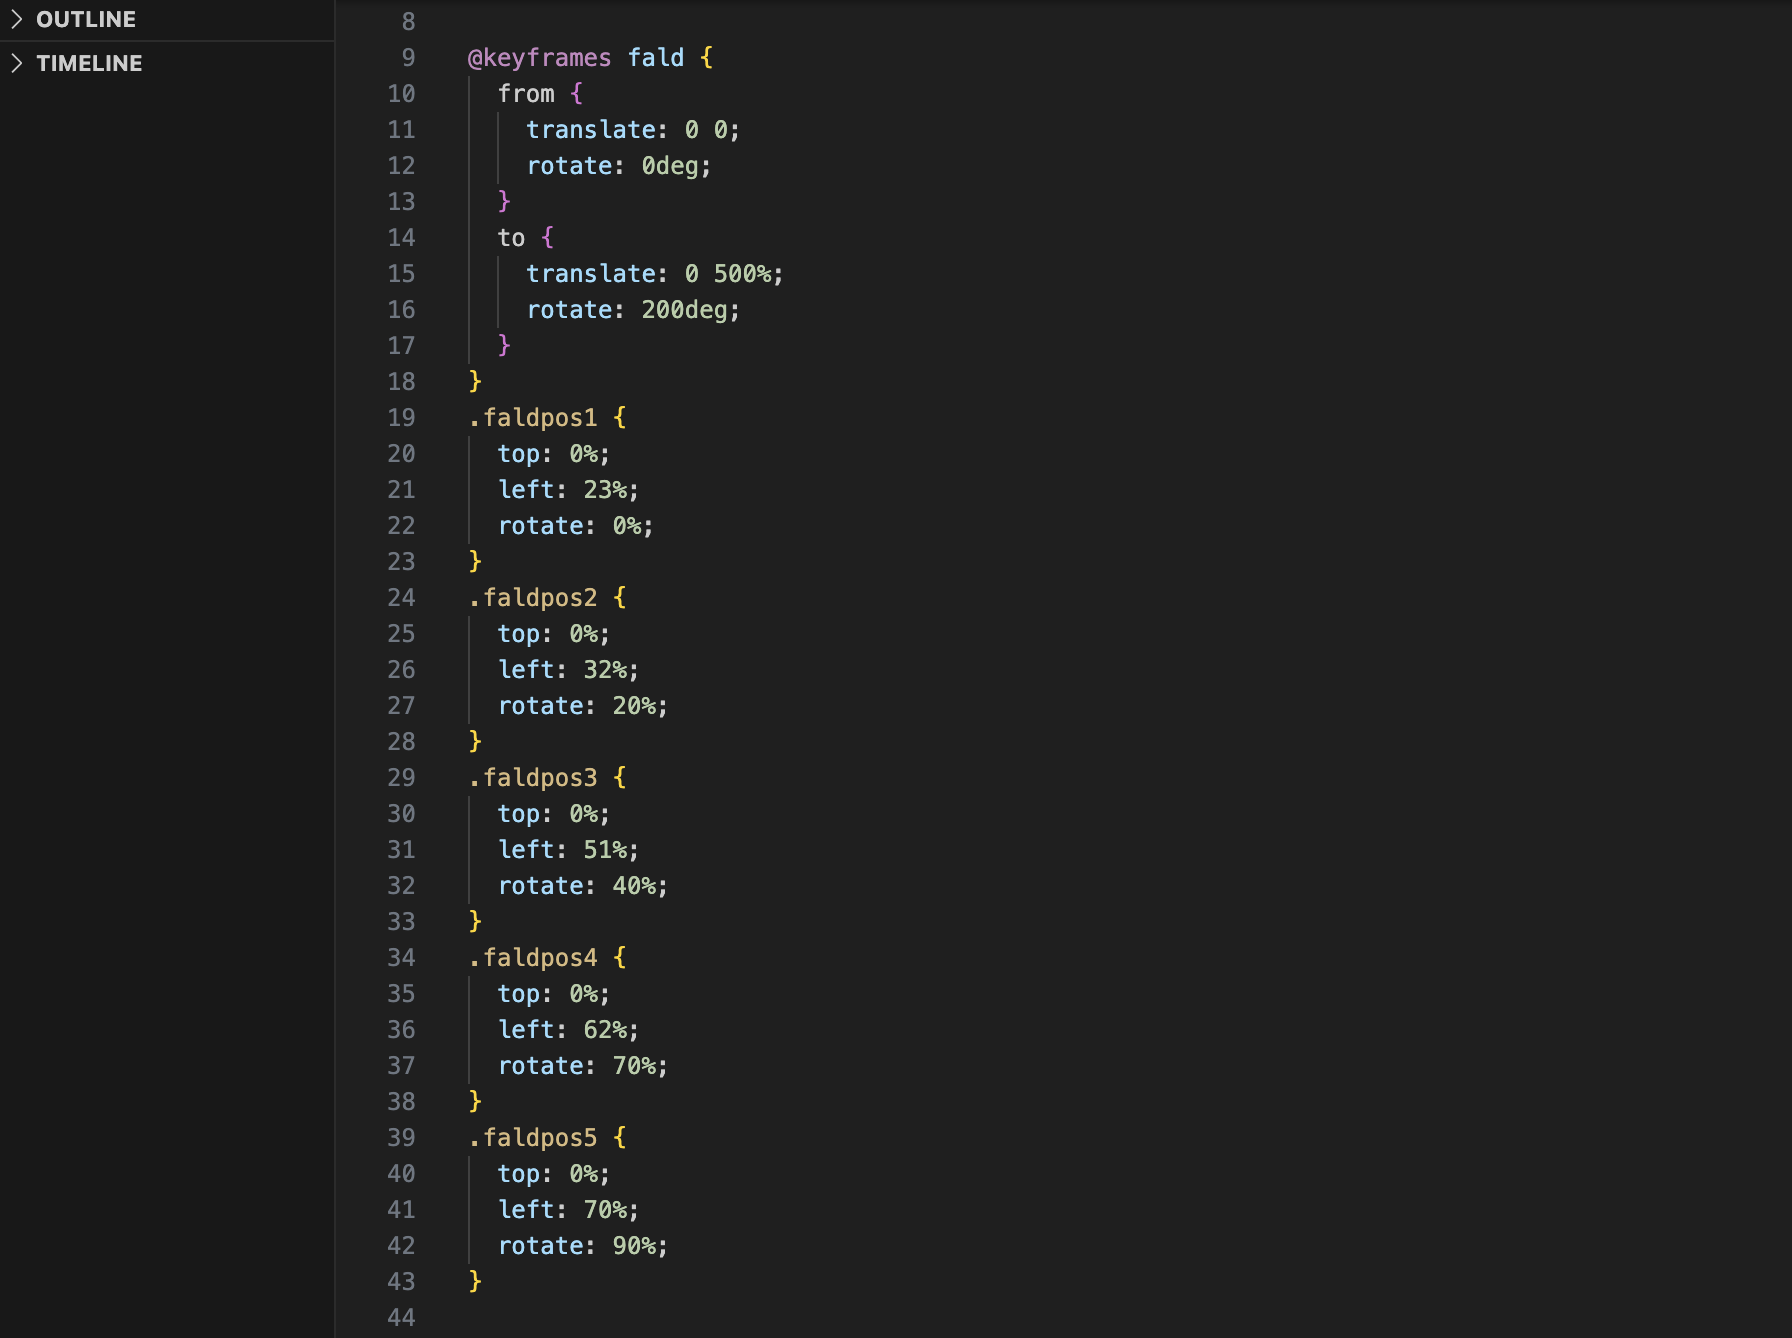 OUTLINE
TIMELINE
8
9 @keyframes fald {
10 from {
11 translate: 0 0;
12 rotate: 0deg;
13 }
14 to {
15 translate: 0 500%;
16 rotate: 200deg;
17 }
18 }
19 .faldpos1 {
20 top: 0%;
21 left: 23%;
22 rotate: 0%;
23 }
24 .faldpos2 {
25 top: 0%;
26 left: 32%;
27 rotate: 20%;
28 }
29 .faldpos3 {
30 top: 0%;
31 left: 51%;
32 rotate: 40%;
33 }
34 .faldpos4 {
35 top: 0%;
36 left: 62%;
37 rotate: 70%;
38 }
39 .faldpos5 {
40 top: 0%;
41 left: 70%;
42 rotate: 90%;
43 }
44